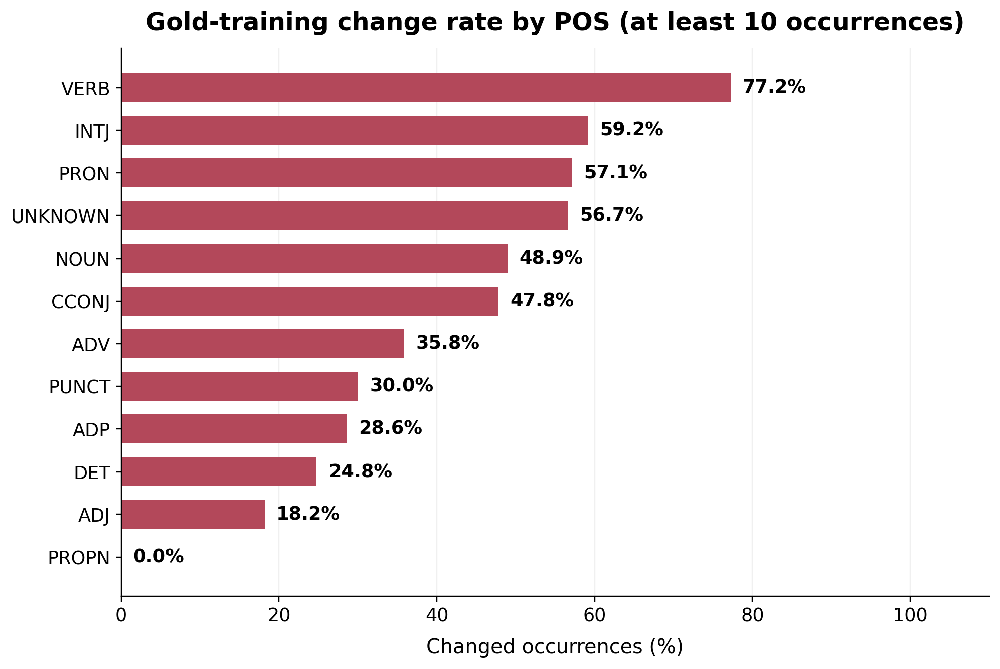 Gold-training change rate by POS (at least 10 occurrences)
VERB 77.2%
INTJ 59.2%
PRON 57.1%
UNKNOWN 56.7%
NOUN 48.9%
CCONJ 47.8%
ADV 35.8%
PUNCT 30.0%
ADP 28.6%
DET 24.8%
ADJ 18.2%
PROPN 0.0%
0 20 40 60 80 100
Changed occurrences (%)